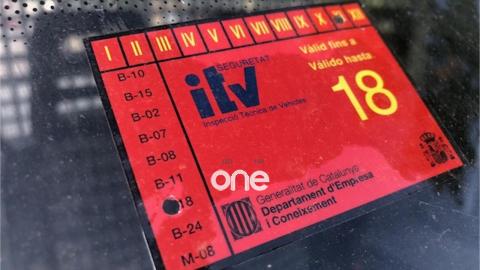 I II III IV V VI VII VIII IX X XII
B-10
B-15
B-02
B-07
B-08
B-11
18
B-24
M-08
SEGURETAT
itv
Inspecció Tècnica de Vehicles
Vàlid fins a
Válido hasta
18
one
Generalitat de Catalunya
Departament d'Empresa
i Coneixement